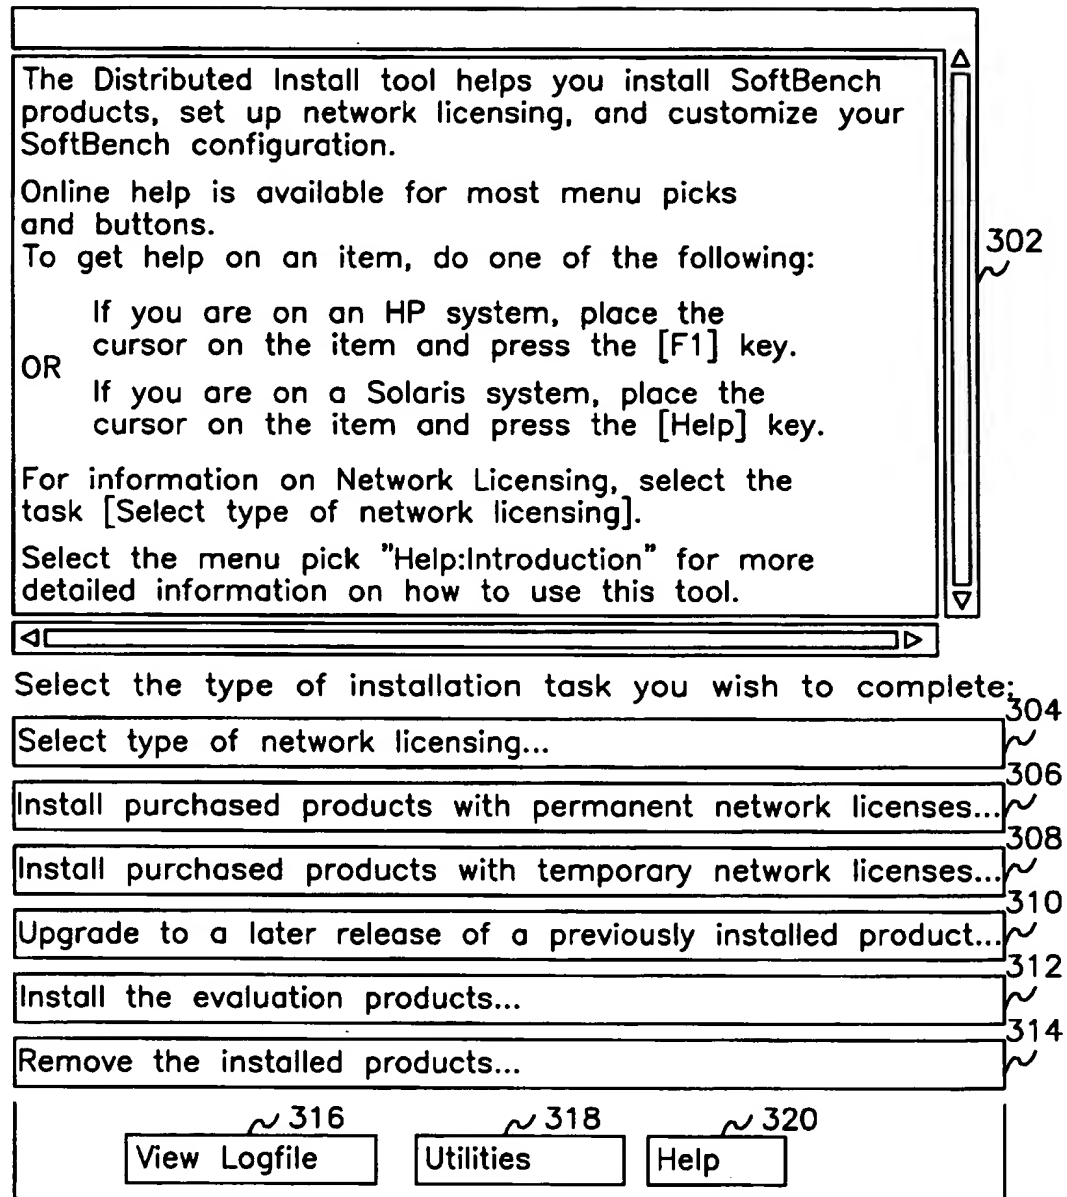 The Distributed Install tool helps you install SoftBench
products, set up network licensing, and customize your
SoftBench configuration.
Online help is available for most menu picks
and buttons.
To get help on an item, do one of the following:
302
If you are on an HP system, place the
cursor on the item and press the [F1] key.
OR
If you are on a Solaris system, place the
cursor on the item and press the [Help] key.
For information on Network Licensing, select the
task [Select type of network licensing].
Select the menu pick "Help:Introduction" for more
detailed information on how to use this tool.
Select the type of installation task you wish to complete;
304
Select type of network licensing...
306
Install purchased products with permanent network licenses...
308
Install purchased products with temporary network licenses...
310
Upgrade to a later release of a previously installed product...
312
Install the evaluation products...
314
Remove the installed products...
316 318 320
View Logfile Utilities Help